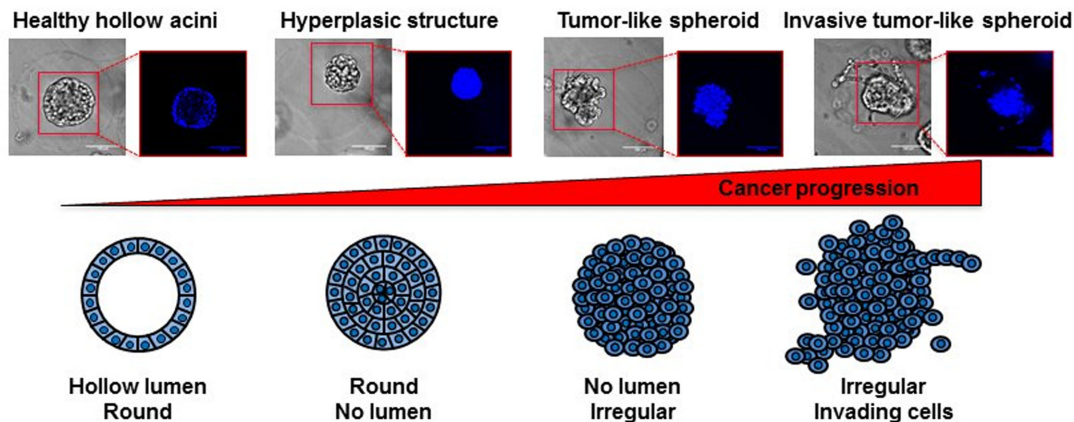 Healthy hollow acini
Hyperplasic structure
Tumor-like spheroid
Invasive tumor-like spheroid
Cancer progression
Hollow lumen
Round
Round
No lumen
No lumen
Irregular
Irregular
Invading cells